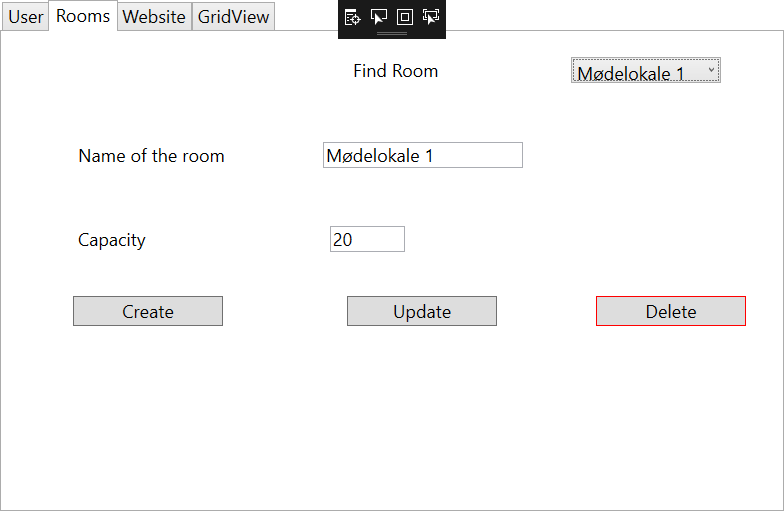 User Rooms Website GridView
Find Room Mødelokale 1
Name of the room Mødelokale 1
Capacity 20
Create Update Delete